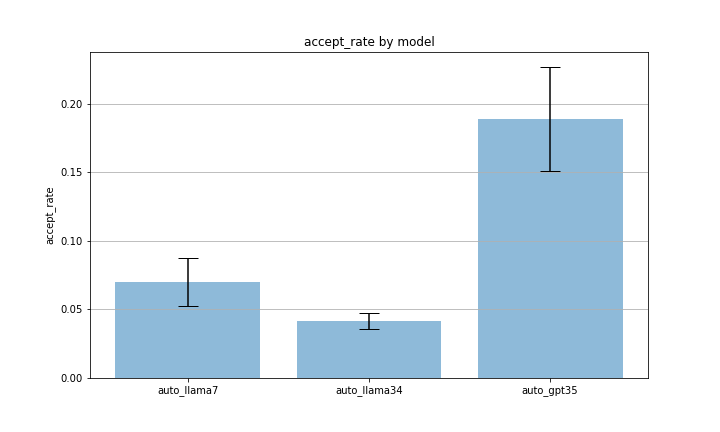 accept_rate by model
accept_rate
0.20
0.15
0.10
0.05
0.00
auto_llama7
auto_llama34
auto_gpt35